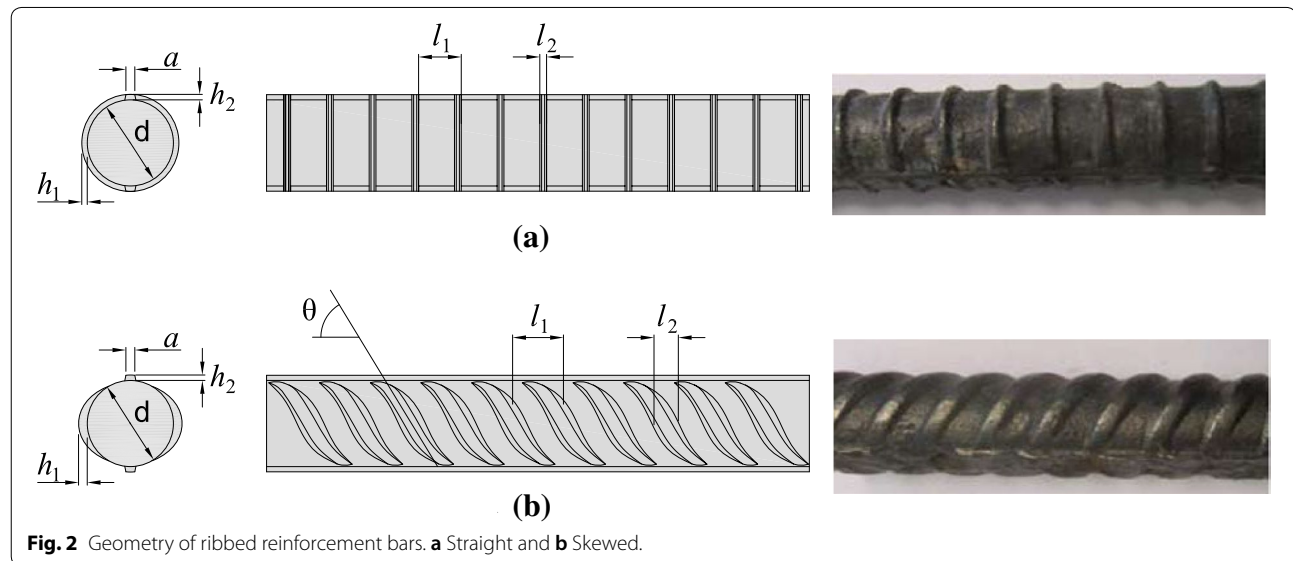 a
h₂
d
h₁
l₁
l₂
(a)
θ
a
h₂
d
h₁
l₁
l₂
(b)
Fig. 2 Geometry of ribbed reinforcement bars. a Straight and b Skewed.